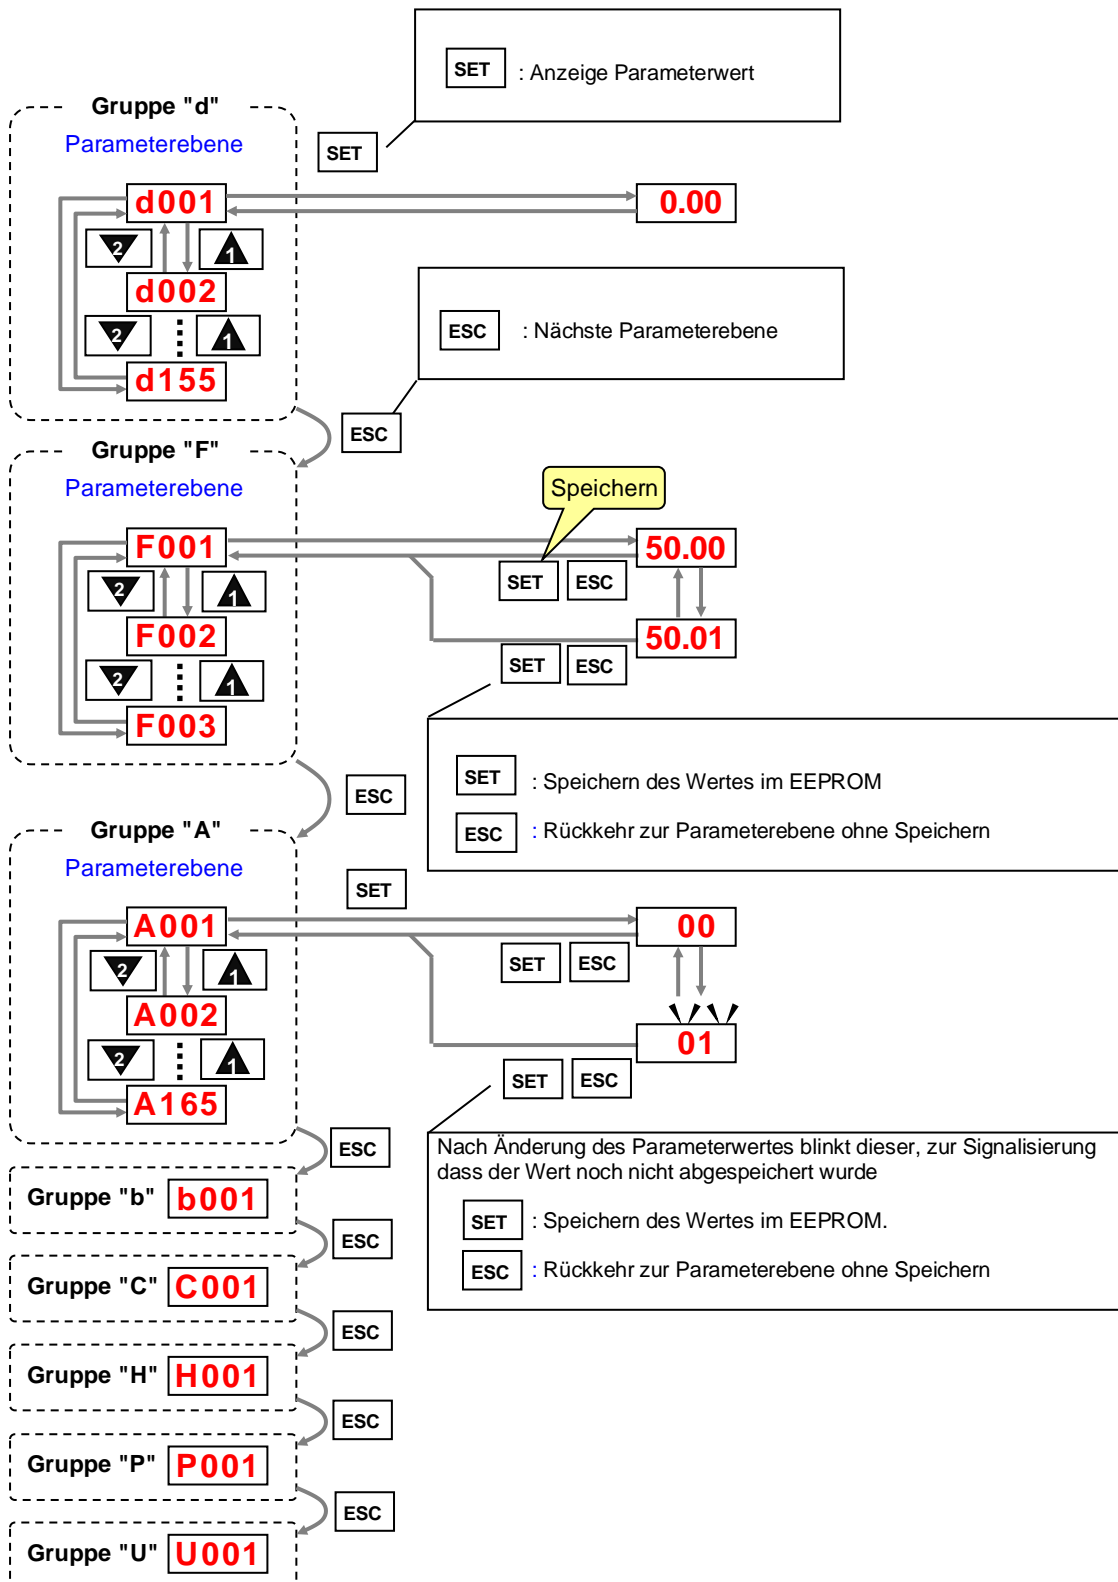 SET : Anzeige Parameterwert
Gruppe "d"
Parameterebene
SET
d001
0.00
2 1
d002
ESC : Nächste Parameterebene
2 1
d155
ESC
Gruppe "F"
Parameterebene
Speichern
F001
50.00
SET ESC
2 1
F002
50.01
SET ESC
2 1
F003
SET : Speichern des Wertes im EEPROM
ESC
ESC : Rückkehr zur Parameterebene ohne Speichern
Gruppe "A"
Parameterebene
SET
A001
00
2 1
SET ESC
A002
01
2 1
SET ESC
A165
ESC
Nach Änderung des Parameterwertes blinkt dieser, zur Signalisierung
dass der Wert noch nicht abgespeichert wurde
Gruppe "b" b001
SET : Speichern des Wertes im EEPROM.
ESC
ESC : Rückkehr zur Parameterebene ohne Speichern
Gruppe "C" C001
ESC
Gruppe "H" H001
ESC
Gruppe "P" P001
ESC
Gruppe "U" U001